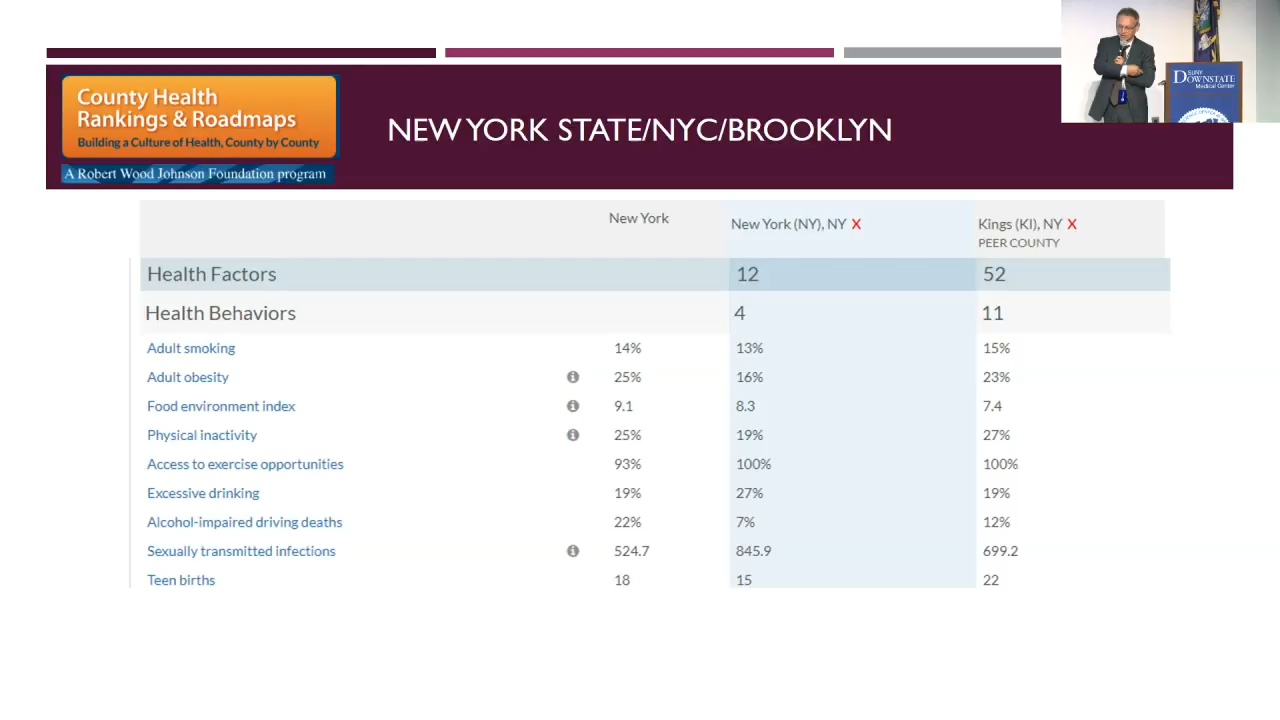 County Health
Rankings & Roadmaps
Building a Culture of Health, County by County
A Robert Wood Johnson Foundation program
NEW YORK STATE/NYC/BROOKLYN
SUNY
DOWNSTATE
Medical Center
New York New York (NY), NY X Kings (KI), NY X
PEER COUNTY
Health Factors 12 52
Health Behaviors 4 11
Adult smoking 14% 13% 15%
Adult obesity 25% 16% 23%
Food environment index 9.1 8.3 7.4
Physical inactivity 25% 19% 27%
Access to exercise opportunities 93% 100% 100%
Excessive drinking 19% 27% 19%
Alcohol-impaired driving deaths 22% 7% 12%
Sexually transmitted infections 524.7 845.9 699.2
Teen births 18 15 22